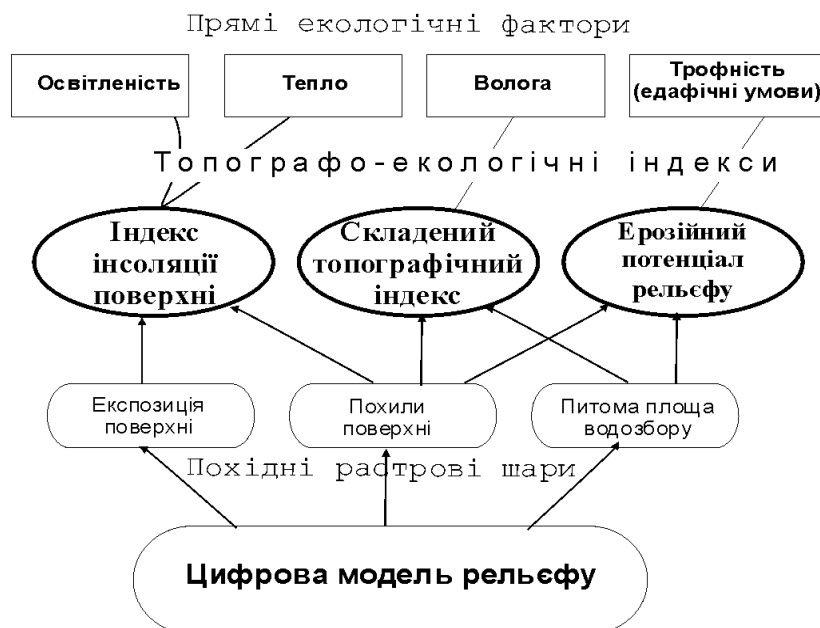 Прямі екологічні фактори
Освітленість
Тепло
Волога
Трофність
(едафічні умови)
Топографо-екологічні індекси
Індекс
інсоляції
поверхні
Складений
топографічний
індекс
Ерозійний
потенціал
рельєфу
Експозиція
поверхні
Похили
поверхні
Питома площа
водозбору
Похідні растрові шари
Цифрова модель рельєфу